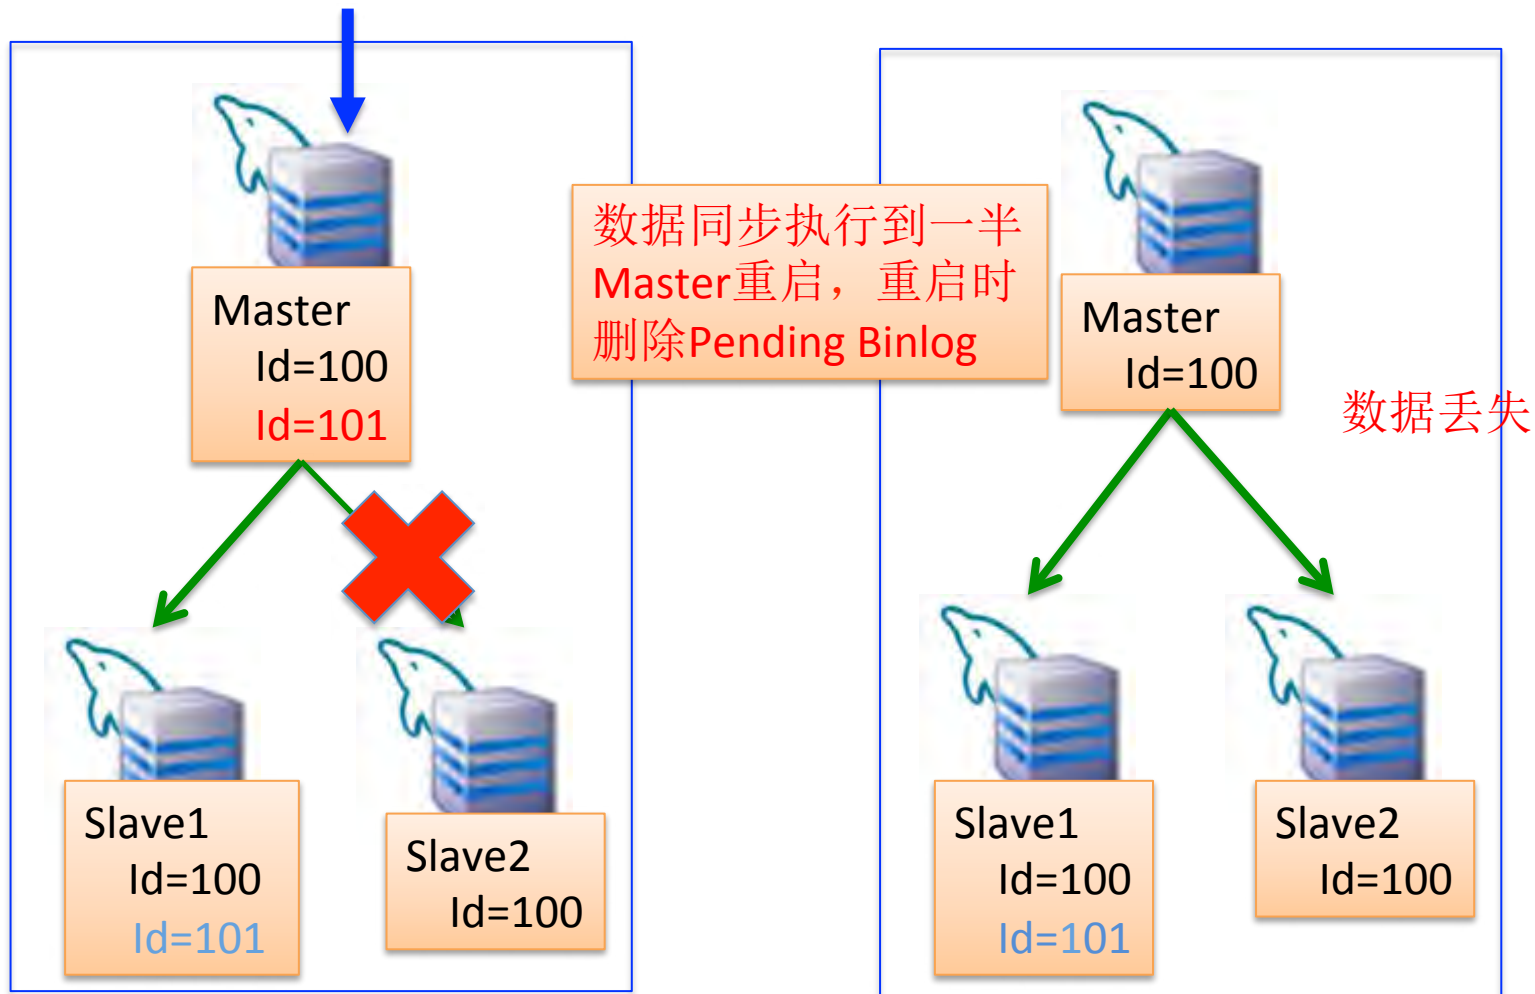 Master
Id=100
Id=101
Slave1
Id=100
Id=101
Slave2
Id=100
数据同步执行到一半
Master重启，重启时
删除Pending Binlog
Master
Id=100
数据丢失
Slave1
Id=100
Id=101
Slave2
Id=100